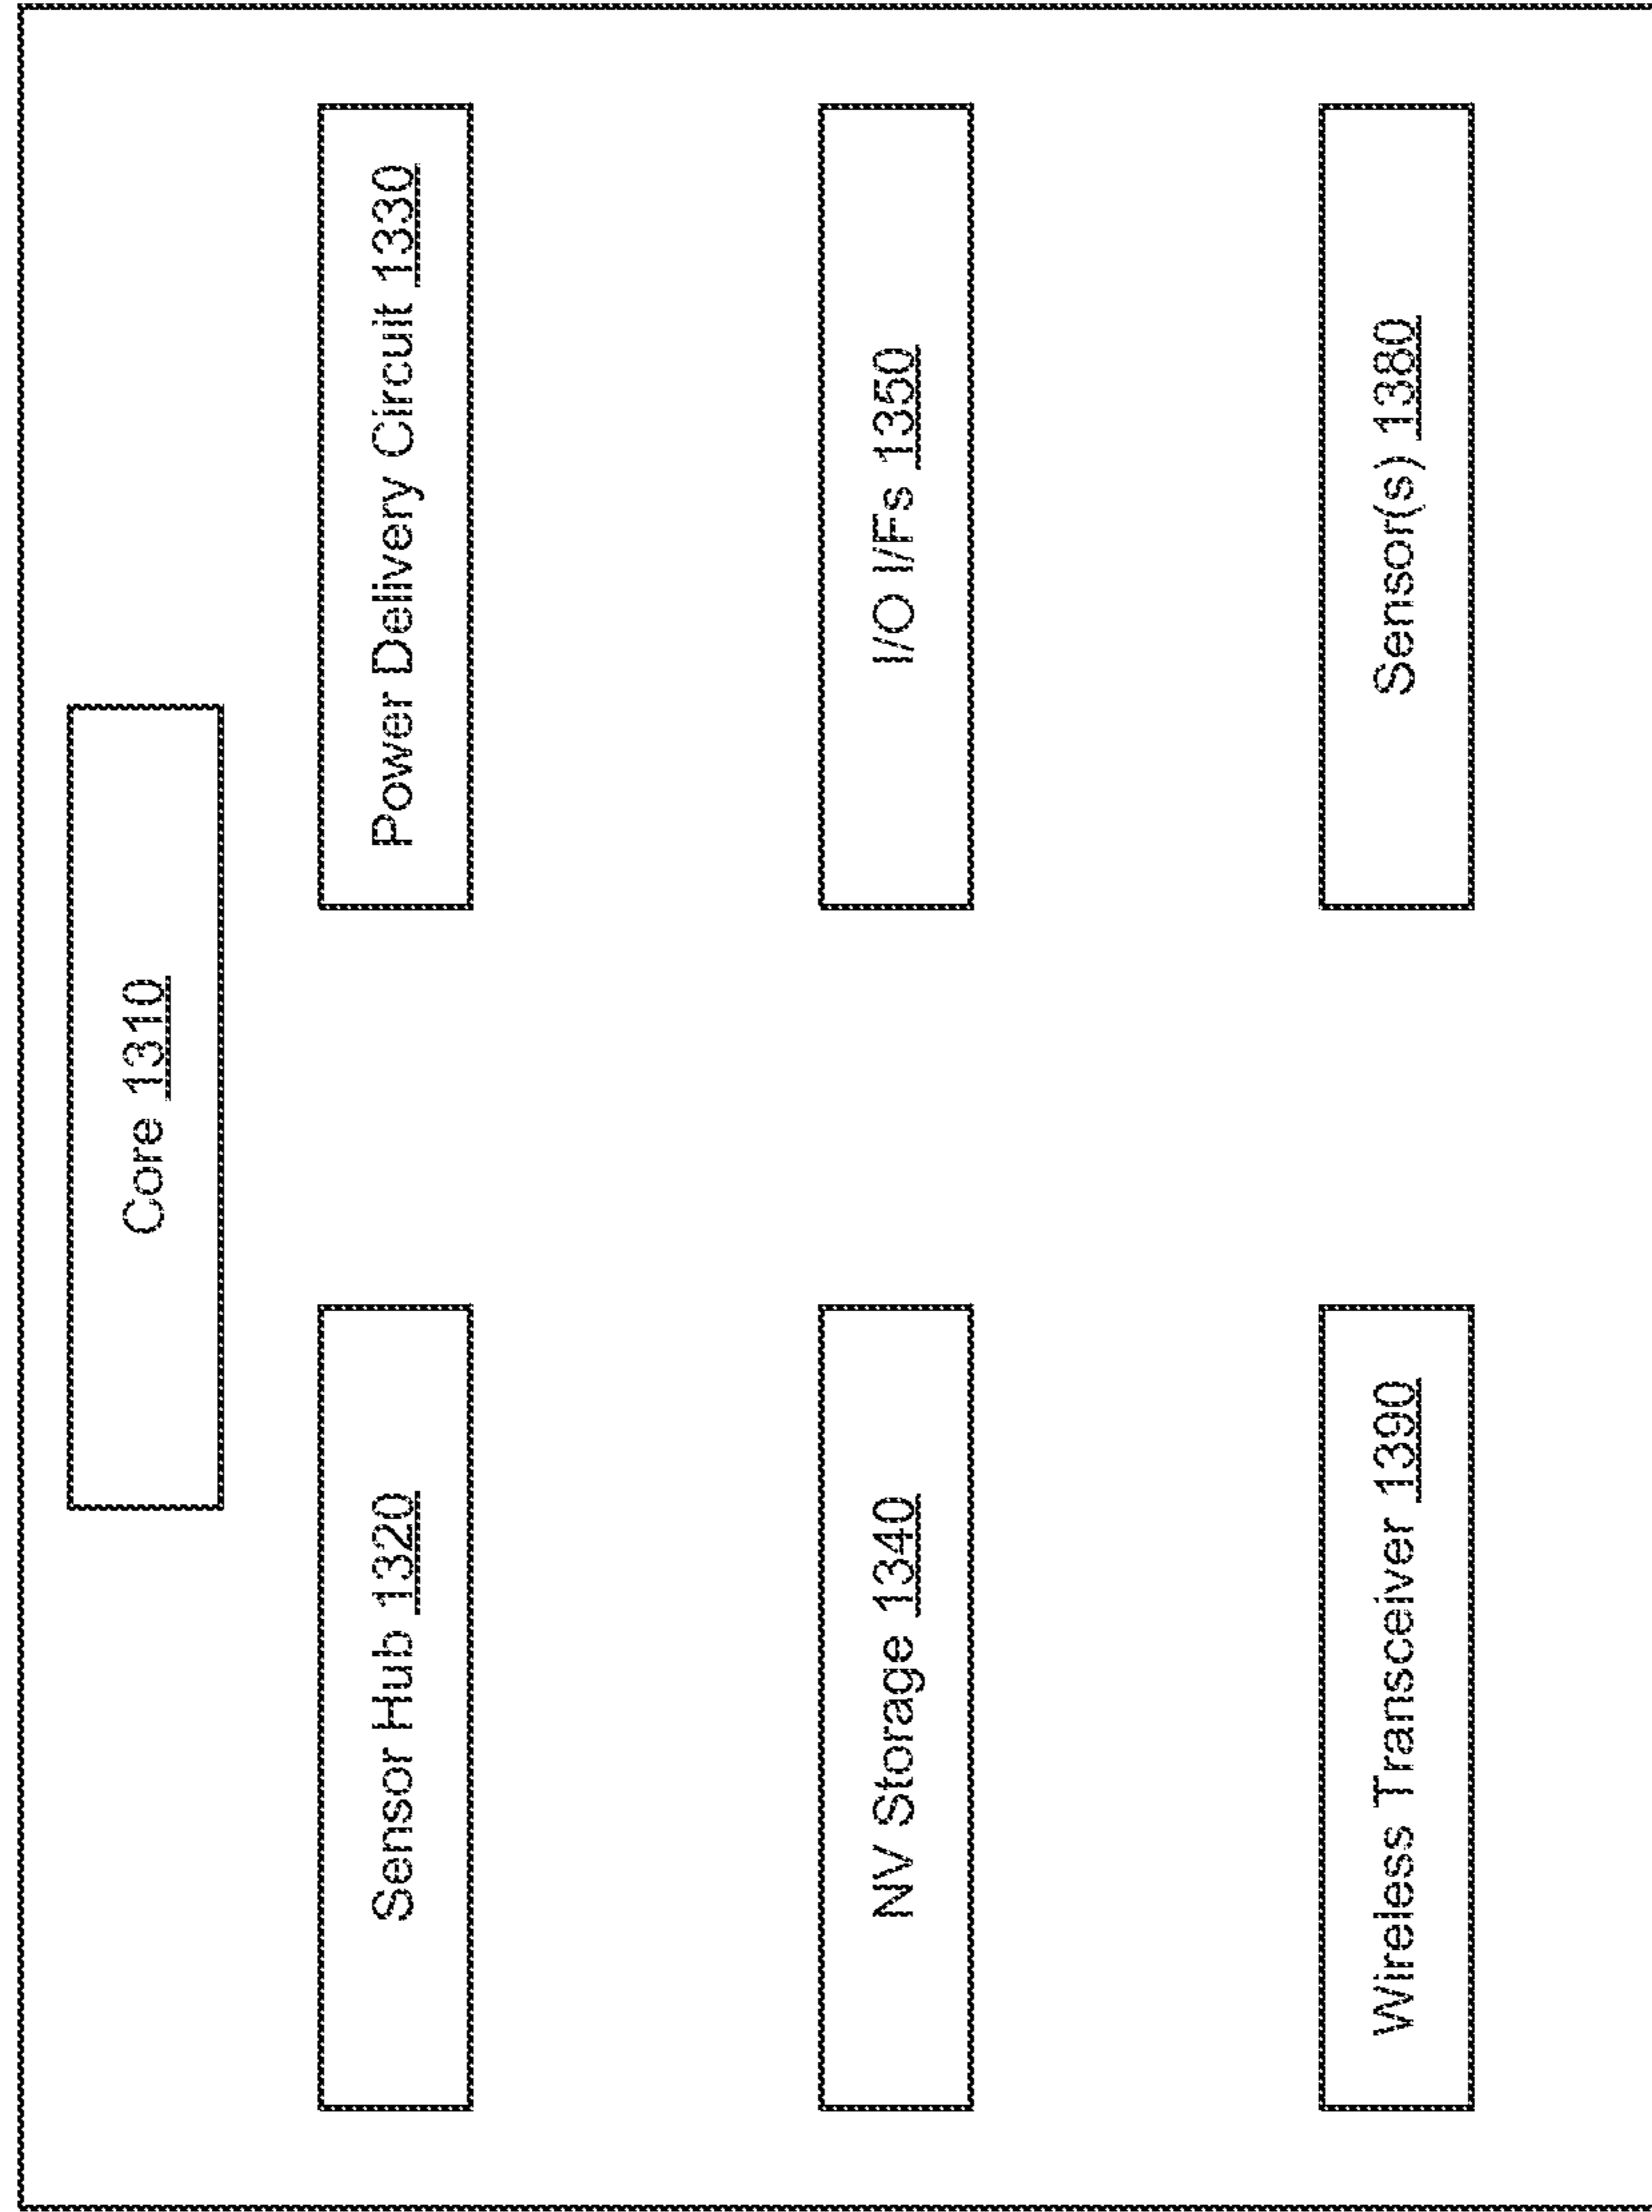 Core 1310
Sensor Hub 1320
Power Delivery Circuit 1330
NV Storage 1340
I/O I/Fs 1350
Wireless Transceiver 1390
Sensor(s) 1380